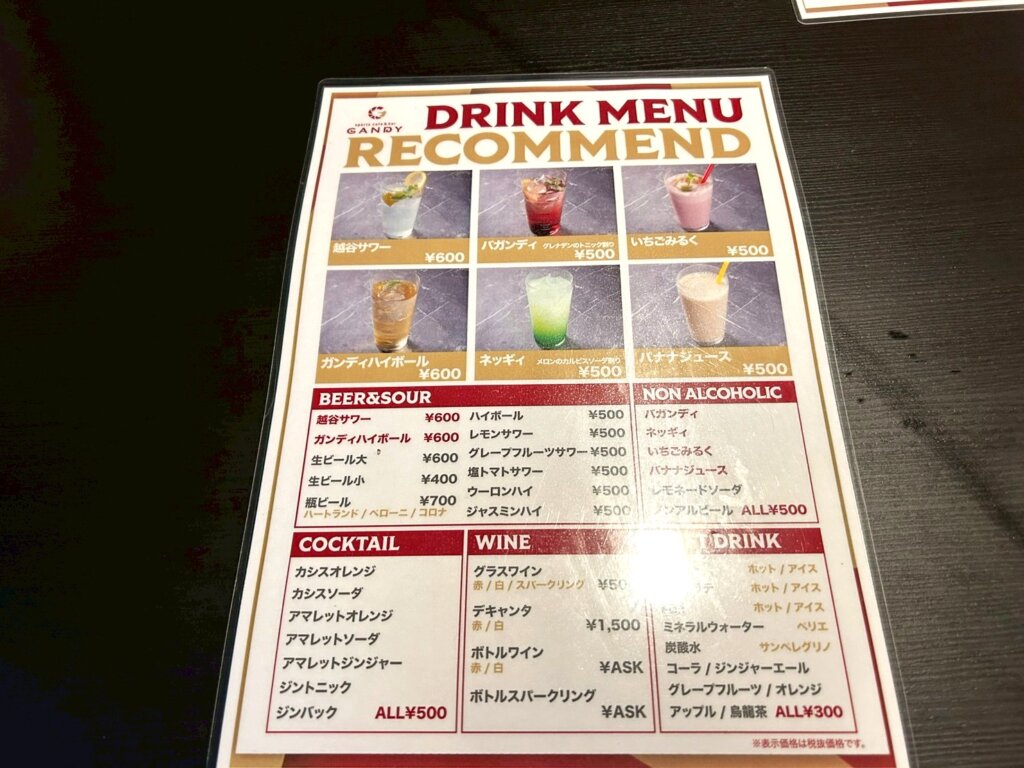 sports cafe & bar
GANDY
DRINK MENU
RECOMMEND
越谷サワー
¥600
パガンディ グレナデンのトニック割り
¥500
いちごみるく
¥500
ガンディハイボール
¥600
ネッギィ メロンのカルピスソーダ割り
¥500
バナナジュース
¥500
BEER&SOUR
越谷サワー ¥600
ガンディハイボール ¥600
生ビール大 ¥600
生ビール小 ¥400
瓶ビール ¥700
ハートランド / ペローニ / コロナ
ハイボール ¥500
レモンサワー ¥500
グレープフルーツサワー ¥500
塩トマトサワー ¥500
ウーロンハイ ¥500
ジャスミンハイ ¥500
NON ALCOHOLIC
パガンディ
ネッギィ
いちごみるく
バナナジュース
レモネードソーダ
ノンアルビール ALL¥500
COCKTAIL
カシスオレンジ
カシスソーダ
アマレットオレンジ
アマレットソーダ
アマレットジンジャー
ジントニック
ジンバック ALL¥500
WINE
グラスワイン
赤 / 白 / スパークリング
デキャンタ
赤 / 白 ¥1,500
ボトルワイン
赤 / 白 ¥ASK
ボトルスパークリング
¥ASK
DRINK
ホット / アイス
ホット / アイス
ホット / アイス
ミネラルウォーター ペリエ
炭酸水 サンペレグリノ
コーラ / ジンジャーエール
グレープフルーツ / オレンジ
アップル / 烏龍茶 ALL¥300
※表示価格は税抜価格です。